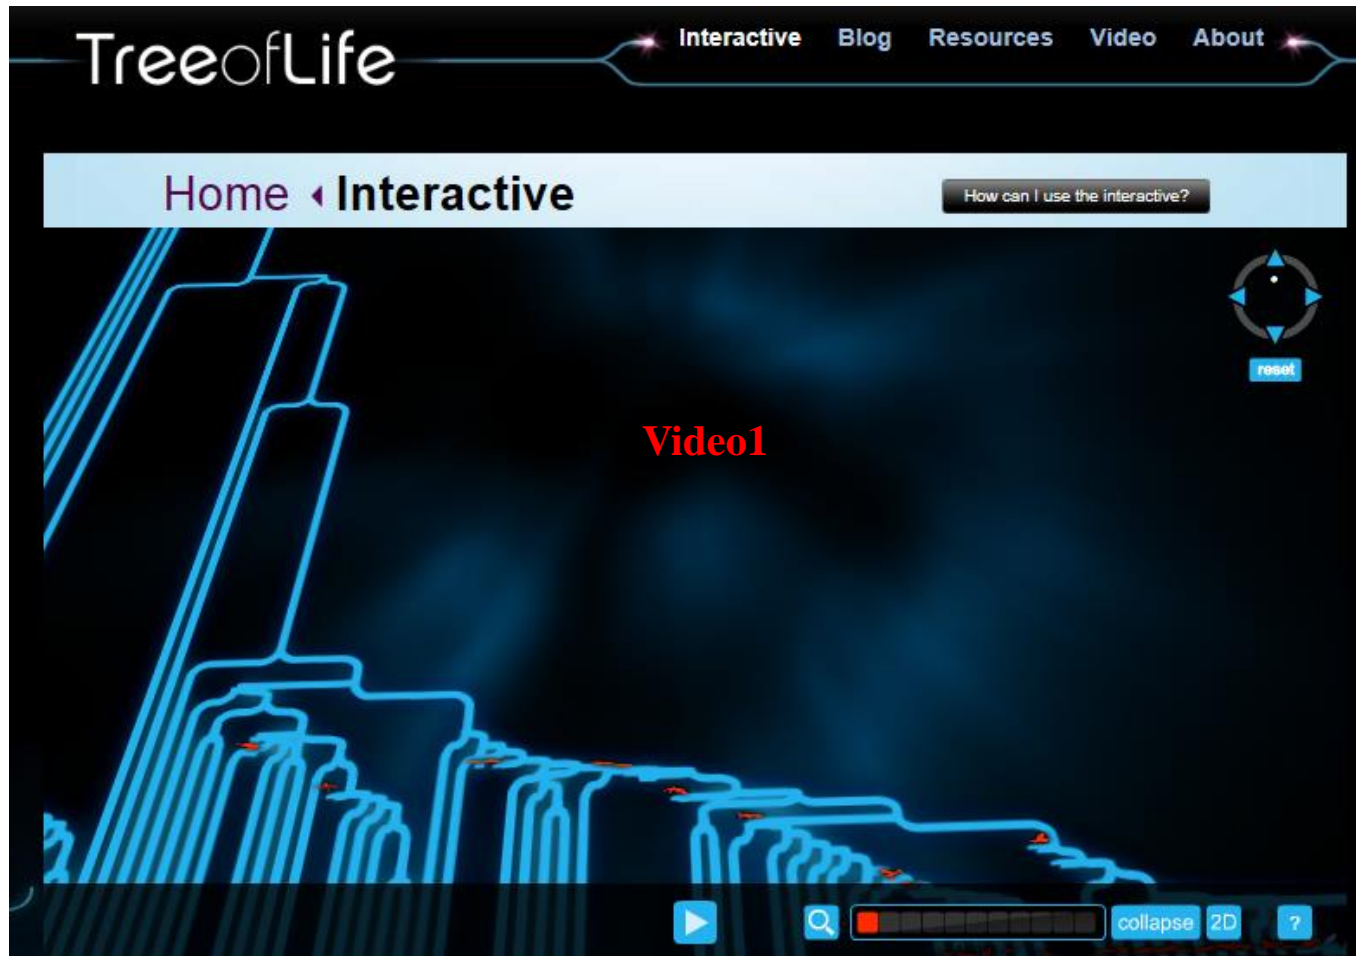 TreeofLife
Interactive Blog Resources Video About
Home Interactive
How can I use the interactive?
reset
Video1
collapse 2D ?